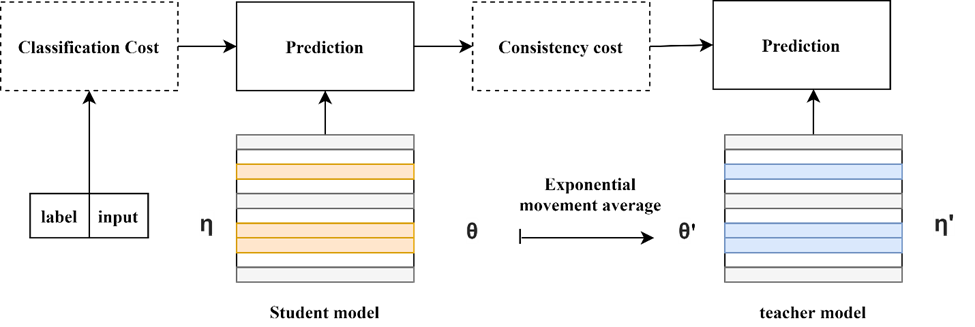 Classification Cost
Prediction
Consistency cost
Prediction
label
input
η
θ
Exponential
movement average
θ'
η'
Student model
teacher model